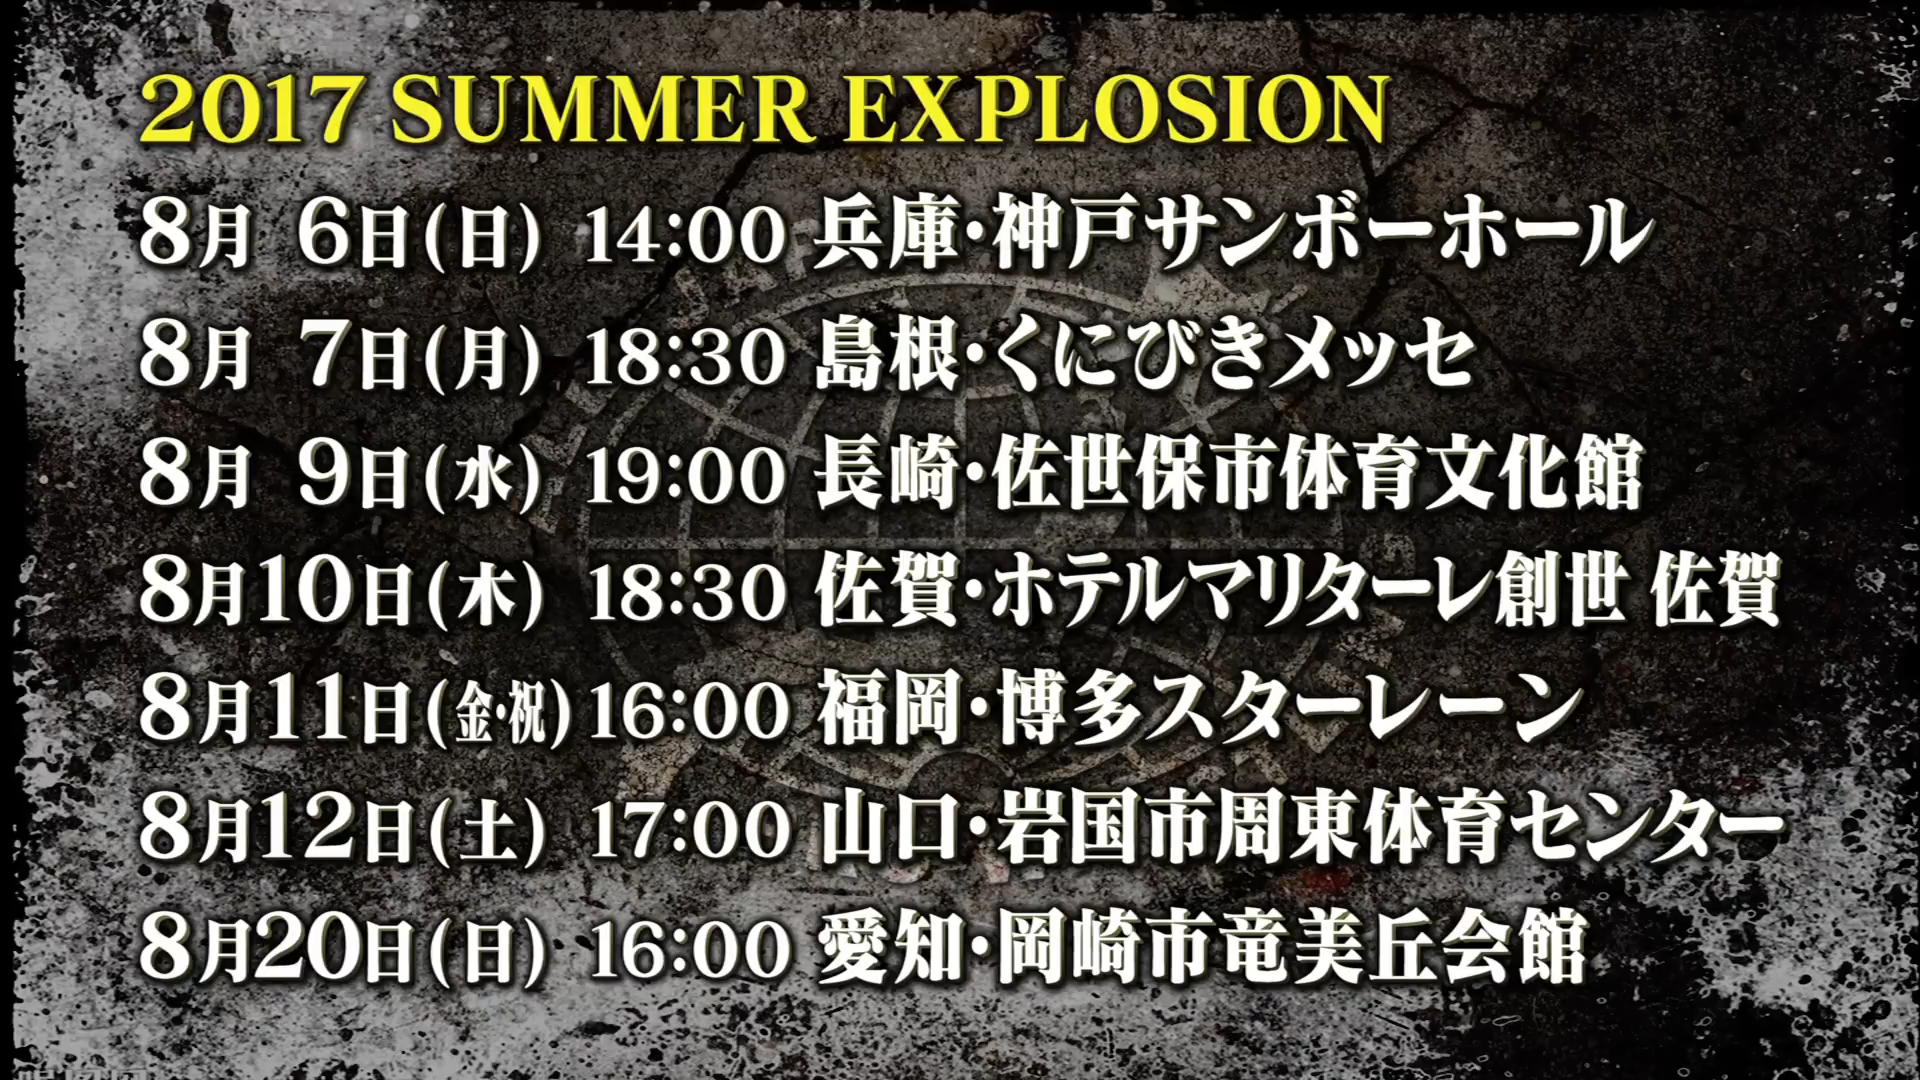 2017 SUMMER EXPLOSION
8月 6日(日) 14:00 兵庫・神戸サンボーホール
8月 7日(月) 18:30 島根・くにびきメッセ
8月 9日(水) 19:00 長崎・佐世保市体育文化館
8月10日(木) 18:30 佐賀・ホテルマリターレ創世 佐賀
8月11日(金・祝) 16:00 福岡・博多スターレーン
8月12日(土) 17:00 山口・岩国市周東体育センター
8月20日(日) 16:00 愛知・岡崎市竜美丘会館